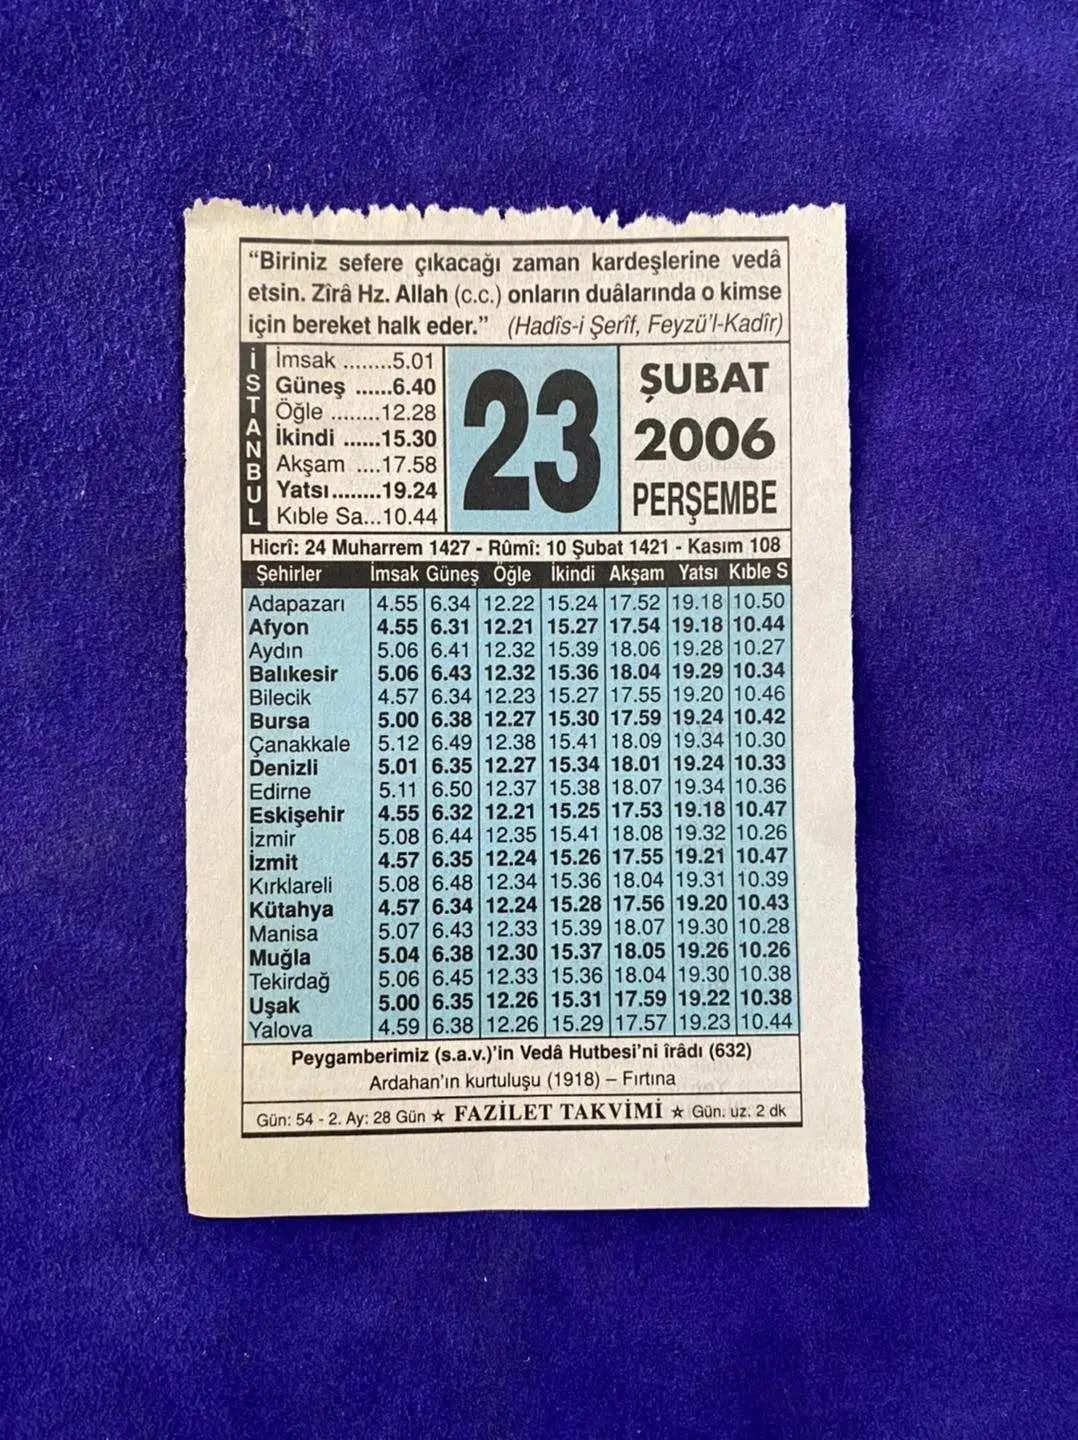 “Biriniz sefere çıkacağı zaman kardeşlerine vedâ
etsin. Zîrâ Hz. Allah (c.c.) onların duâlarında o kimse
için bereket halk eder.” (Hadîs-i Şerîf, Feyzü’l-Kadîr)
İSTANBUL
İmsak ........5.01
Güneş ......6.40
Öğle ........12.28
İkindi ......15.30
Akşam ....17.58
Yatsı........19.24
Kıble Sa...10.44
23
ŞUBAT
2006
PERŞEMBE
Hicrî: 24 Muharrem 1427 - Rûmî: 10 Şubat 1421 - Kasım 108
Şehirler İmsak Güneş Öğle İkindi Akşam Yatsı Kıble S
Adapazarı 4.55 6.34 12.22 15.24 17.52 19.18 10.50
Afyon 4.55 6.31 12.21 15.27 17.54 19.18 10.44
Aydın 5.06 6.41 12.32 15.39 18.06 19.28 10.27
Balıkesir 5.06 6.43 12.32 15.36 18.04 19.29 10.34
Bilecik 4.57 6.34 12.23 15.27 17.55 19.20 10.46
Bursa 5.00 6.38 12.27 15.30 17.59 19.24 10.42
Çanakkale 5.12 6.49 12.38 15.41 18.09 19.34 10.30
Denizli 5.01 6.35 12.27 15.34 18.01 19.24 10.33
Edirne 5.11 6.50 12.37 15.38 18.07 19.34 10.36
Eskişehir 4.55 6.32 12.21 15.25 17.53 19.18 10.47
İzmir 5.08 6.44 12.35 15.41 18.08 19.32 10.26
İzmit 4.57 6.35 12.24 15.26 17.55 19.21 10.47
Kırklareli 5.08 6.48 12.34 15.36 18.04 19.31 10.39
Kütahya 4.57 6.34 12.24 15.28 17.56 19.20 10.43
Manisa 5.07 6.43 12.33 15.39 18.07 19.30 10.28
Muğla 5.04 6.38 12.30 15.37 18.05 19.26 10.26
Tekirdağ 5.06 6.45 12.33 15.36 18.04 19.30 10.38
Uşak 5.00 6.35 12.26 15.31 17.59 19.22 10.38
Yalova 4.59 6.38 12.26 15.29 17.57 19.23 10.44
Peygamberimiz (s.a.v.)’in Vedâ Hutbesi’ni îrâdı (632)
Ardahan’ın kurtuluşu (1918) – Fırtına
Gün: 54 - 2. Ay: 28 Gün ★ FAZİLET TAKVİMİ ★ Gün. uz. 2 dk